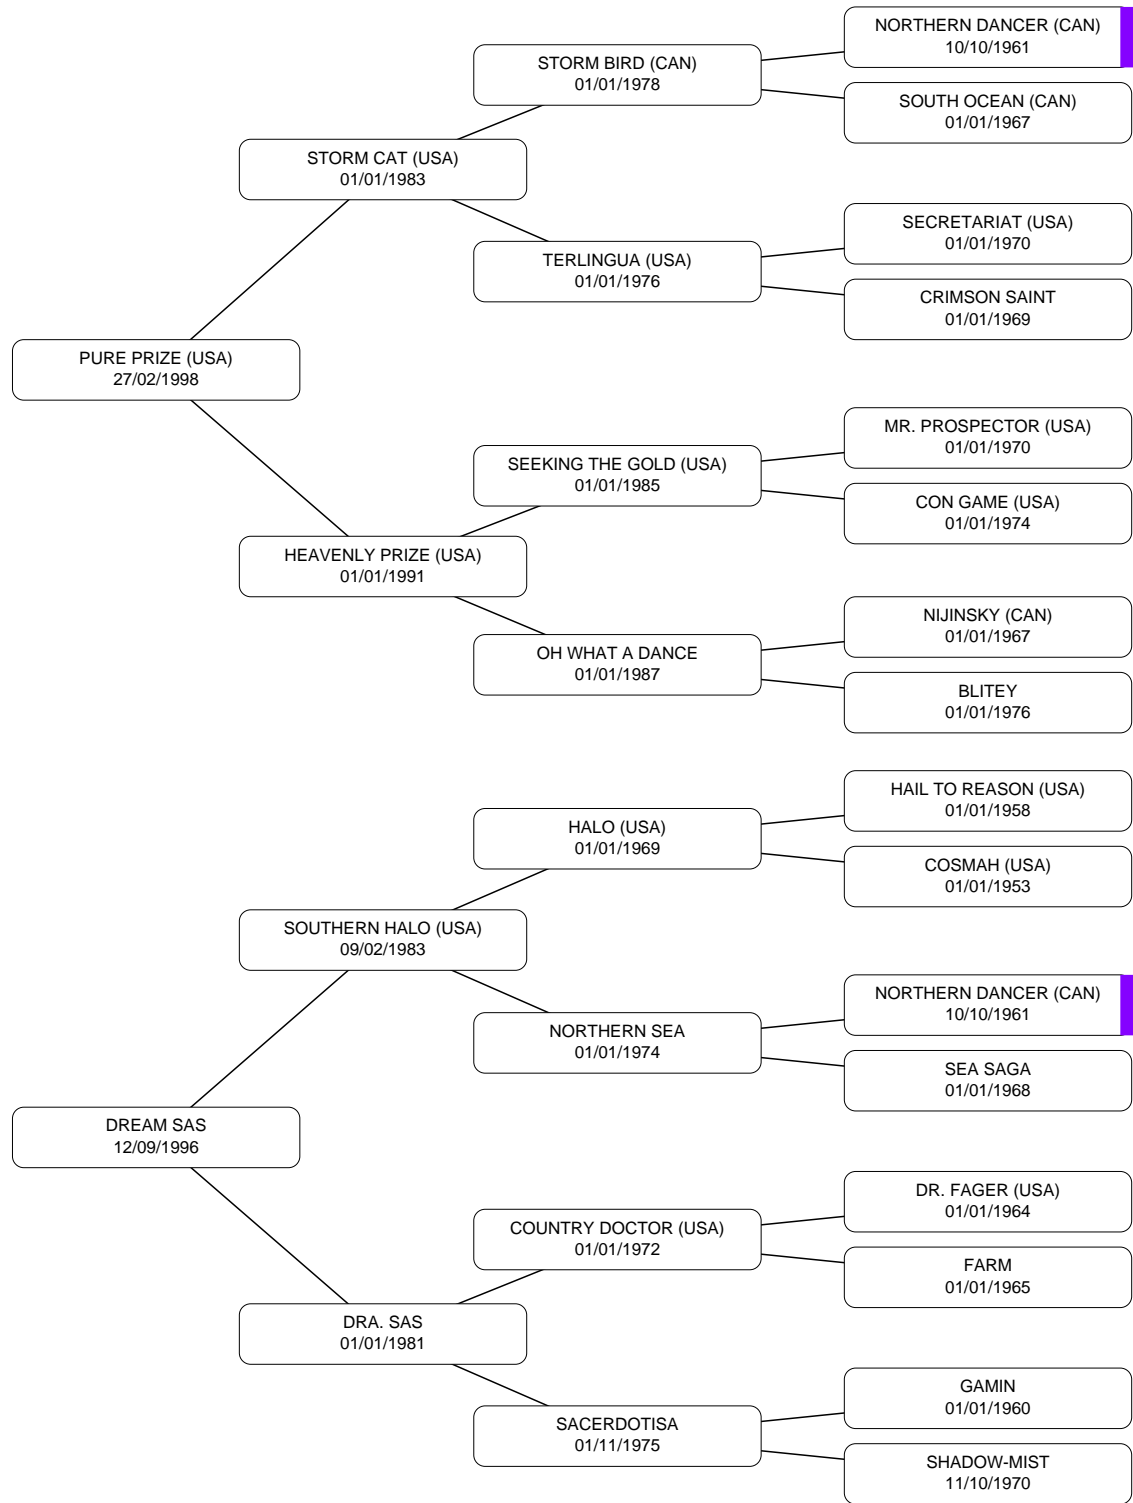 NORTHERN DANCER (CAN)
10/10/1961
STORM BIRD (CAN)
01/01/1978
SOUTH OCEAN (CAN)
01/01/1967
STORM CAT (USA)
01/01/1983
SECRETARIAT (USA)
01/01/1970
TERLINGUA (USA)
01/01/1976
CRIMSON SAINT
01/01/1969
PURE PRIZE (USA)
27/02/1998
MR. PROSPECTOR (USA)
01/01/1970
SEEKING THE GOLD (USA)
01/01/1985
CON GAME (USA)
01/01/1974
HEAVENLY PRIZE (USA)
01/01/1991
NIJINSKY (CAN)
01/01/1967
OH WHAT A DANCE
01/01/1987
BLITEY
01/01/1976
HAIL TO REASON (USA)
01/01/1958
HALO (USA)
01/01/1969
COSMAH (USA)
01/01/1953
SOUTHERN HALO (USA)
09/02/1983
NORTHERN DANCER (CAN)
10/10/1961
NORTHERN SEA
01/01/1974
SEA SAGA
01/01/1968
DREAM SAS
12/09/1996
DR. FAGER (USA)
01/01/1964
COUNTRY DOCTOR (USA)
01/01/1972
FARM
01/01/1965
DRA. SAS
01/01/1981
GAMIN
01/01/1960
SACERDOTISA
01/11/1975
SHADOW-MIST
11/10/1970